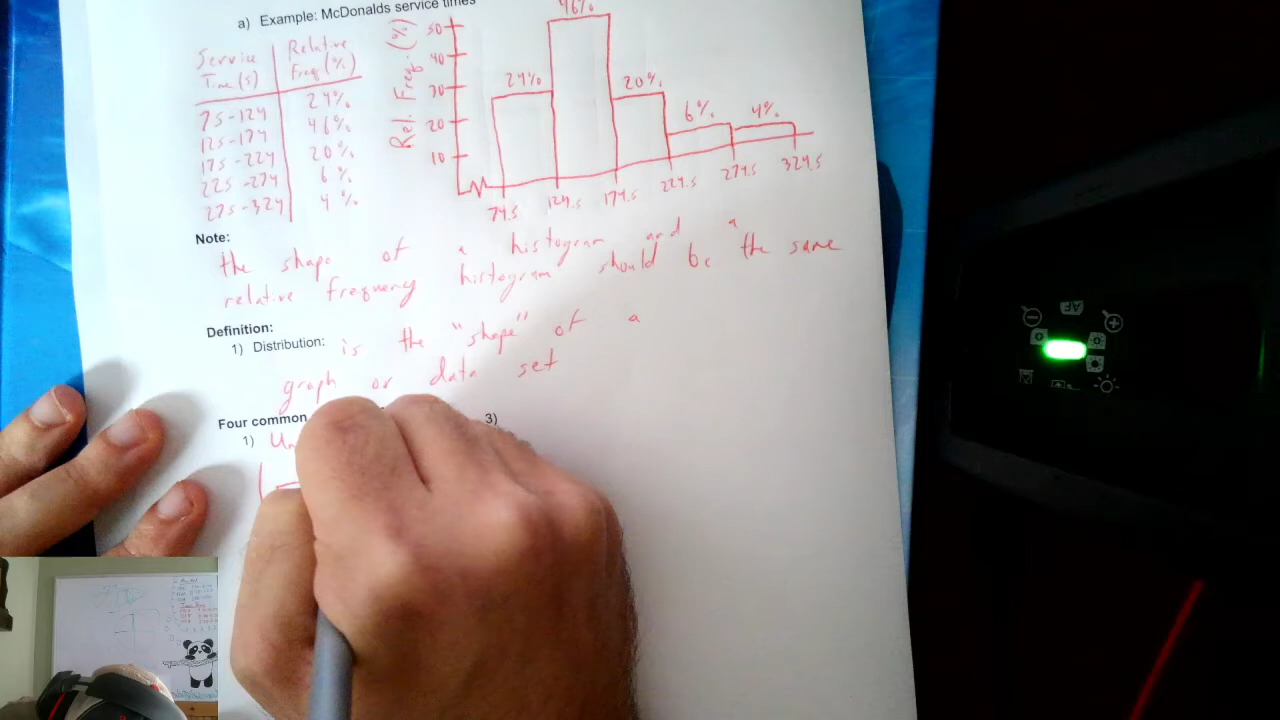 a) Example: McDonalds service times
Service Time (s) | Relative Freq (%)
75-124 | 24%
125-174 | 46%
175-224 | 20%
225-274 | 6%
275-324 | 4%
Rel. Freq. (%)
50
40
30
20
10
24%
46%
20%
6%
4%
74.5 124.5 174.5 224.5 274.5 324.5
Note:
the shape of a histogram and a
relative frequency histogram should be the same
Definition:
1) Distribution: is the "shape" of a
graph or data set
Four common
1) Un
3)
AF